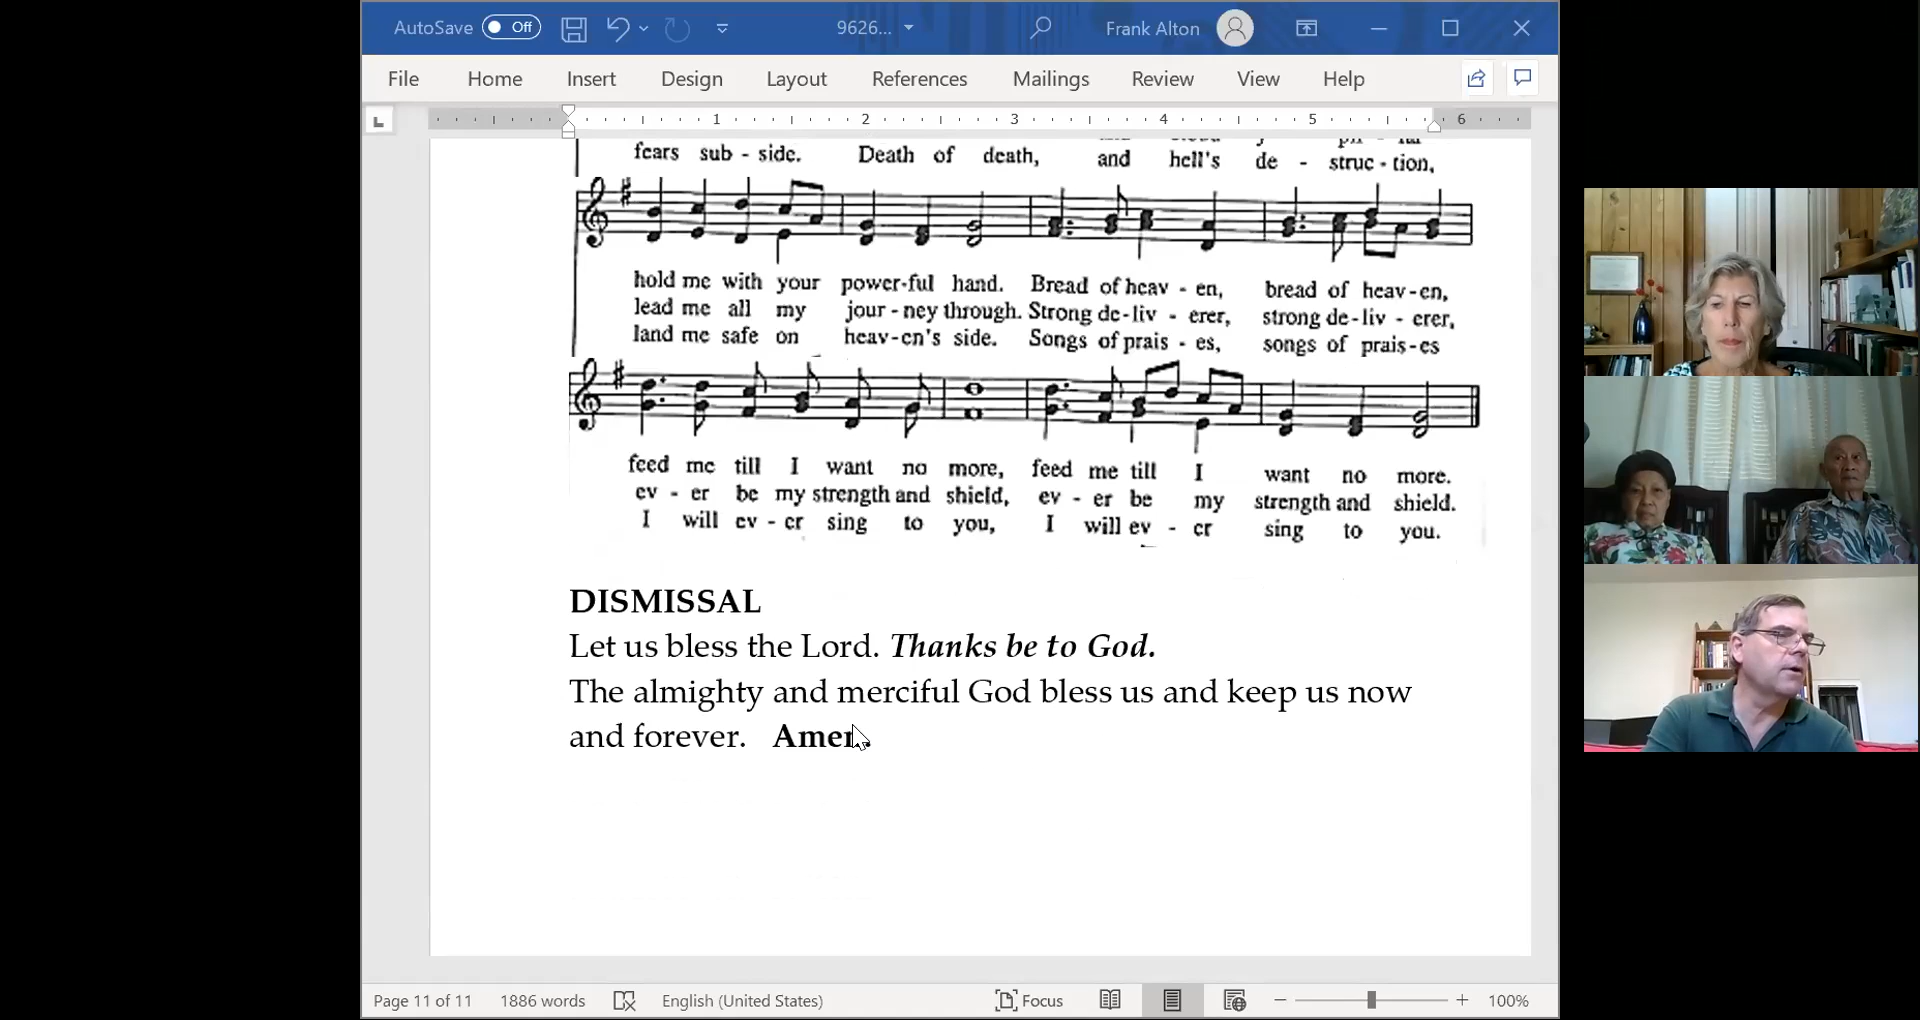 AutoSave Off 9626... Frank Alton
File Home Insert Design Layout References Mailings Review View Help
1 2 3 4 5 6
fears sub - side. Death of death, and hell's de - struc - tion,
hold me with your power-ful hand. Bread of heav - en, bread of heav-en,
lead me all my jour - ney through. Strong de-liv - erer, strong de-liv - erer,
land me safe on heav-en's side. Songs of prais - es, songs of prais-es
feed me till I want no more, feed me till I want no more.
ev - er be my strength and shield, ev - er be my strength and shield.
I will ev - er sing to you, I will ev - er sing to you.
DISMISSAL
Let us bless the Lord. Thanks be to God.
The almighty and merciful God bless us and keep us now
and forever. Amen.
Page 11 of 11 1886 words English (United States) Focus 100%